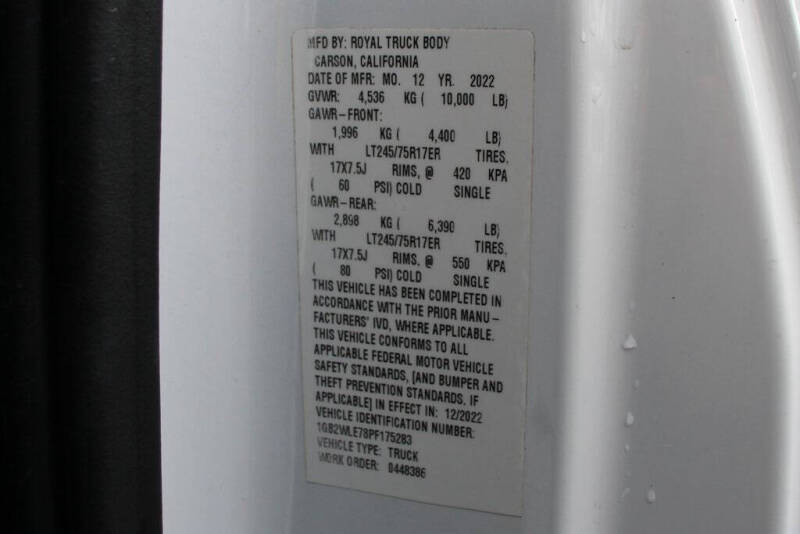 MFD BY: ROYAL TRUCK BODY
CARSON, CALIFORNIA
DATE OF MFR: MO. 12 YR. 2022
GVWR: 4,536 KG ( 10,000 LB)
GAWR-FRONT:
1,996 KG ( 4,400 LB)
WITH LT245/75R17ER TIRES,
17X7.5J RIMS, @ 420 KPA
( 60 PSI) COLD SINGLE
GAWR-REAR:
2,898 KG ( 6,390 LB)
WITH LT245/75R17ER TIRES,
17X7.5J RIMS, @ 550 KPA
( 80 PSI) COLD SINGLE
THIS VEHICLE HAS BEEN COMPLETED IN
ACCORDANCE WITH THE PRIOR MANU-
FACTURERS' IVD, WHERE APPLICABLE.
THIS VEHICLE CONFORMS TO ALL
APPLICABLE FEDERAL MOTOR VEHICLE
SAFETY STANDARDS, [AND BUMPER AND
THEFT PREVENTION STANDARDS, IF
APPLICABLE] IN EFFECT IN: 12/2022
VEHICLE IDENTIFICATION NUMBER:
1GB2WLE78PF175283
VEHICLE TYPE: TRUCK
WORK ORDER: 0448386